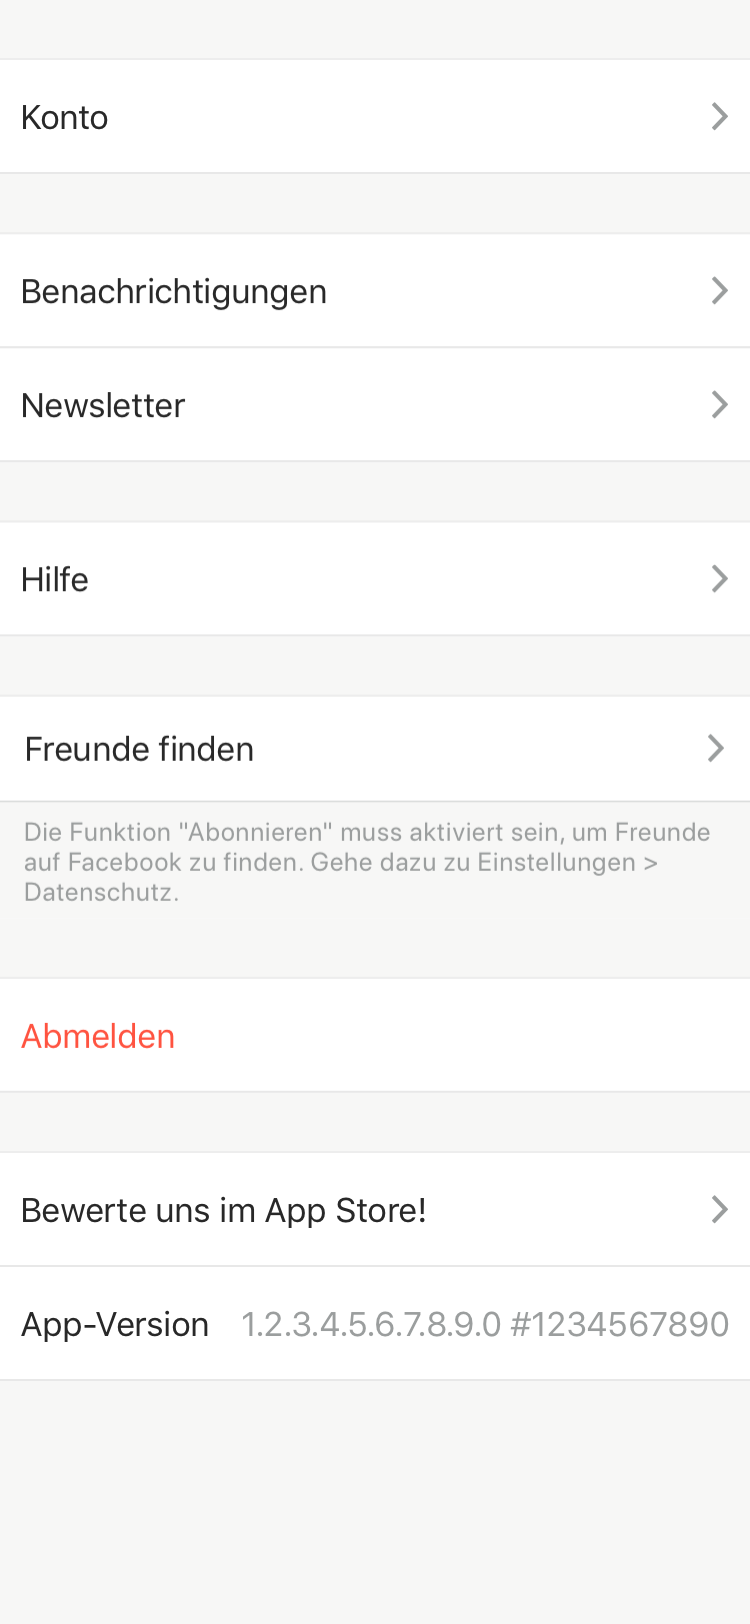 Konto
Benachrichtigungen
Newsletter
Hilfe
Freunde finden
Die Funktion "Abonnieren" muss aktiviert sein, um Freunde
auf Facebook zu finden. Gehe dazu zu Einstellungen >
Datenschutz.
Abmelden
Bewerte uns im App Store!
App-Version 1.2.3.4.5.6.7.8.9.0 #1234567890